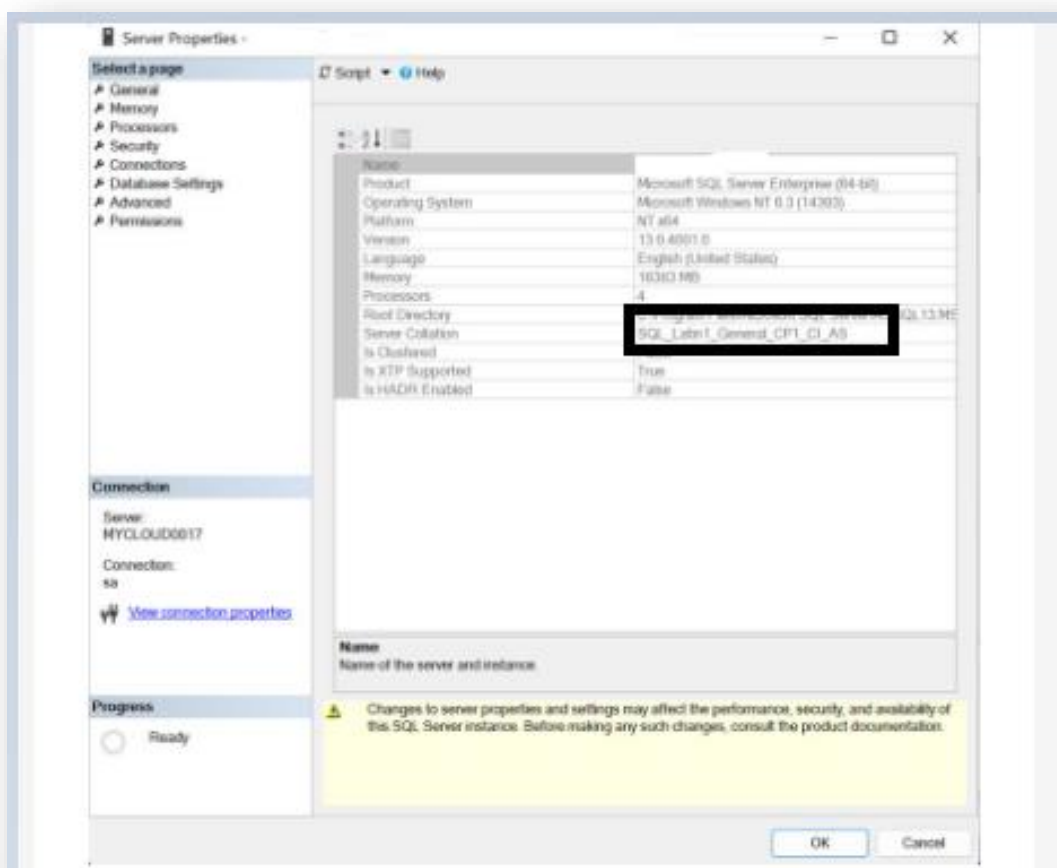 Server Properties -
Select a page
General
Memory
Processors
Security
Connections
Database Settings
Advanced
Permissions
Script Help
Name
Product Microsoft SQL Server Enterprise (64-bit)
Operating System Microsoft Windows NT 6.3 (14393)
Platform NT x64
Version 13.0.4001.0
Language English (United States)
Memory 16383 MB
Processors 4
Root Directory
Server Collation SQL_Latin1_General_CP1_CI_AS
Is Clustered
Is XTP Supported True
Is HADR Enabled False
Connection
Server:
MYCLOUD0017
Connection:
sa
View connection properties
Name
Name of the server and instance.
Progress
Ready
Changes to server properties and settings may affect the performance, security, and availability of
this SQL Server instance. Before making any such changes, consult the product documentation.
OK Cancel